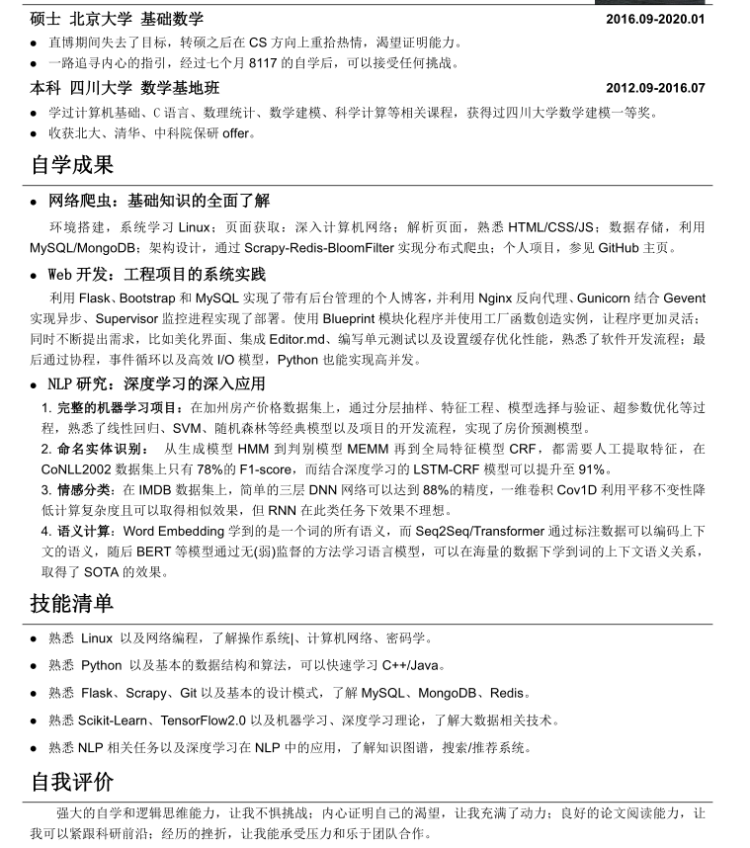 硕士 北京大学 基础数学 2016.09-2020.01
● 直博期间失去了目标，转硕之后在 CS 方向上重拾热情，渴望证明能力。
● 一路追寻内心的指引，经过七个月 8117 的自学后，可以接受任何挑战。
本科 四川大学 数学基地班 2012.09-2016.07
● 学过计算机基础、C 语言、数理统计、数学建模、科学计算等相关课程，获得过四川大学数学建模一等奖。
● 收获北大、清华、中科院保研 offer。
自学成果
● 网络爬虫：基础知识的全面了解
环境搭建，系统学习 Linux；页面获取：深入计算机网络；解析页面，熟悉 HTML/CSS/JS；数据存储，利用
MySQL/MongoDB；架构设计，通过 Scrapy-Redis-BloomFilter 实现分布式爬虫；个人项目，参见 GitHub 主页。
● Web 开发：工程项目的系统实践
利用 Flask、Bootstrap 和 MySQL 实现了带有后台管理的个人博客，并利用 Nginx 反向代理、Gunicorn 结合 Gevent
实现异步、Supervisor 监控进程实现了部署。使用 Blueprint 模块化程序并使用工厂函数创造实例，让程序更加灵活；
同时不断提出需求，比如美化界面、集成 Editor.md、编写单元测试以及设置缓存优化性能，熟悉了软件开发流程；最
后通过协程，事件循环以及高效 I/O 模型，Python 也能实现高并发。
● NLP 研究：深度学习的深入应用
1. 完整的机器学习项目：在加州房产价格数据集上，通过分层抽样、特征工程、模型选择与验证、超参数优化等过
程，熟悉了线性回归、SVM、随机森林等经典模型以及项目的开发流程，实现了房价预测模型。
2. 命名实体识别： 从生成模型 HMM 到判别模型 MEMM 再到全局特征模型 CRF，都需要人工提取特征，在
CoNLL2002 数据集上只有 78%的 F1-score，而结合深度学习的 LSTM-CRF 模型可以提升至 91%。
3. 情感分类：在 IMDB 数据集上，简单的三层 DNN 网络可以达到 88%的精度，一维卷积 Cov1D 利用平移不变性降
低计算复杂度且可以取得相似效果，但 RNN 在此类任务下效果不理想。
4. 语义计算：Word Embedding 学到的是一个词的所有语义，而 Seq2Seq/Transformer 通过标注数据可以编码上下
文的语义，随后 BERT 等模型通过无(弱)监督的方法学习语言模型，可以在海量的数据下学到词的上下文语义关系，
取得了 SOTA 的效果。
技能清单
● 熟悉 Linux 以及网络编程，了解操作系统|、计算机网络、密码学。
● 熟悉 Python 以及基本的数据结构和算法，可以快速学习 C++/Java。
● 熟悉 Flask、Scrapy、Git 以及基本的设计模式，了解 MySQL、MongoDB、Redis。
● 熟悉 Scikit-Learn、TensorFlow2.0 以及机器学习、深度学习理论，了解大数据相关技术。
● 熟悉 NLP 相关任务以及深度学习在 NLP 中的应用，了解知识图谱，搜索/推荐系统。
自我评价
强大的自学和逻辑思维能力，让我不惧挑战；内心证明自己的渴望，让我充满了动力；良好的论文阅读能力，让
我可以紧跟科研前沿；经历的挫折，让我能承受压力和乐于团队合作。